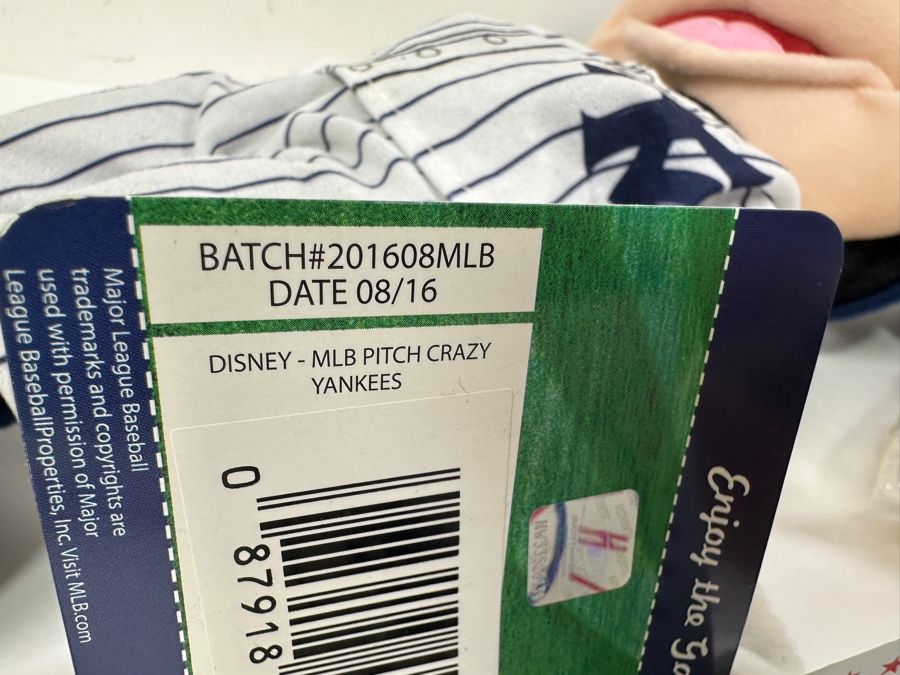 BATCH#201608MLB
DATE 08/16
DISNEY - MLB PITCH CRAZY
YANKEES
0
87918
Major League Baseball
trademarks and copyrights are
used with permission of Major
League BaseballProperties, Inc. Visit MLB.com
Enjoy the